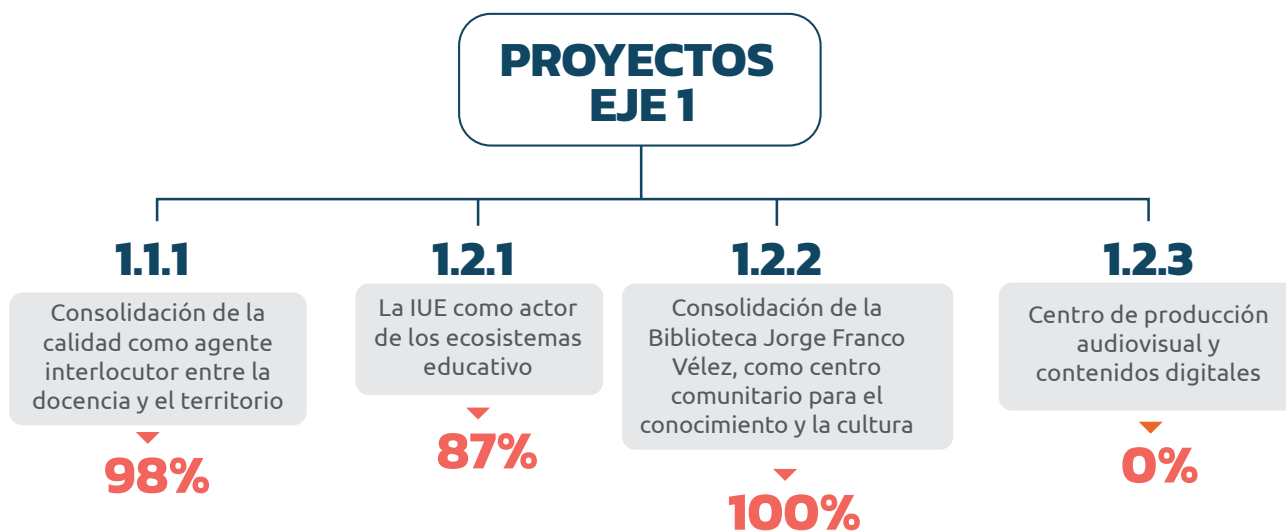 PROYECTOS
EJE 1
1.1.1
Consolidación de la
calidad como agente
interlocutor entre la
docencia y el territorio
98%
1.2.1
La IUE como actor
de los ecosistemas
educativo
87%
1.2.2
Consolidación de la
Biblioteca Jorge Franco
Vélez, como centro
comunitario para el
conocimiento y la cultura
100%
1.2.3
Centro de producción
audiovisual y
contenidos digitales
0%